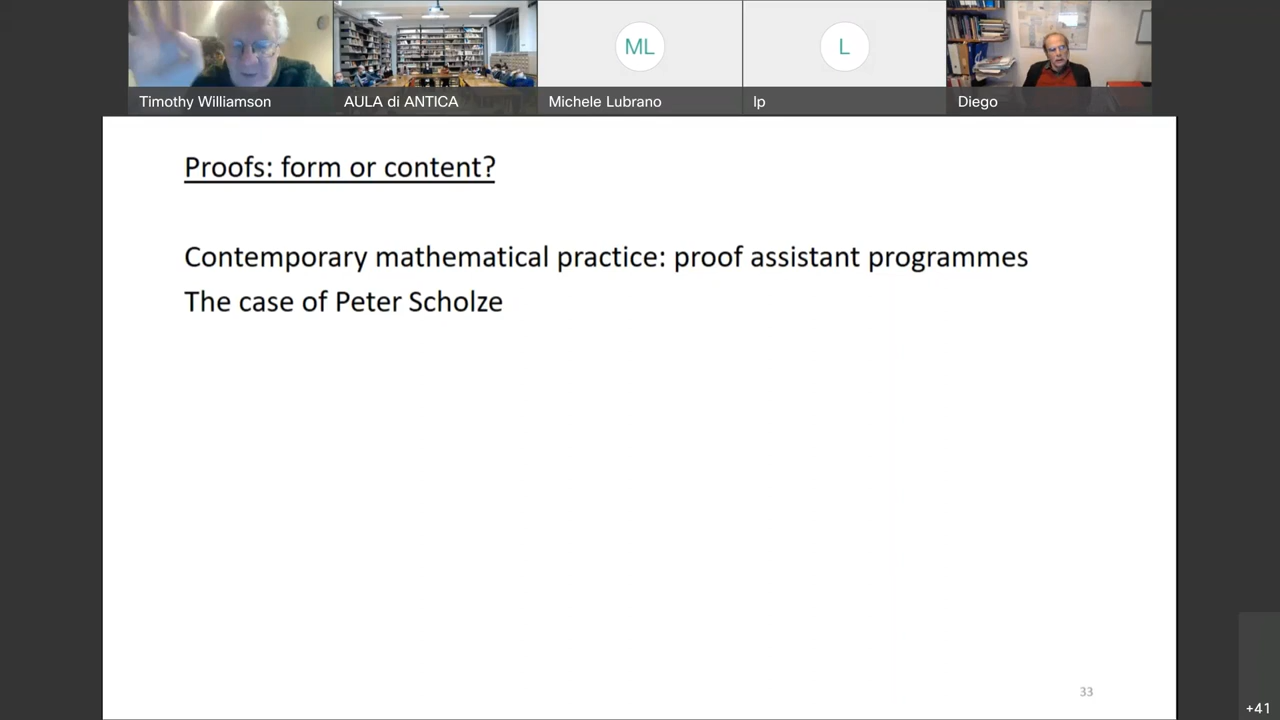 ML
L
Timothy Williamson
AULA di ANTICA
Michele Lubrano
lp
Diego
Proofs: form or content?
Contemporary mathematical practice: proof assistant programmes
The case of Peter Scholze
33
+41